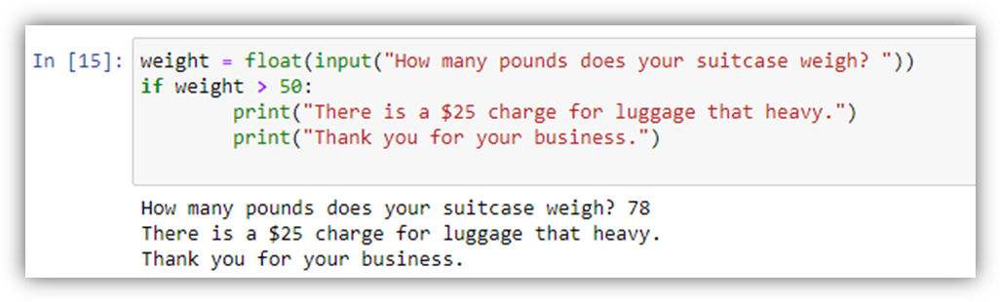 In [15]: weight = float(input("How many pounds does your suitcase weigh? "))
if weight > 50:
        print("There is a $25 charge for luggage that heavy.")
        print("Thank you for your business.")
How many pounds does your suitcase weigh? 78
There is a $25 charge for luggage that heavy.
Thank you for your business.